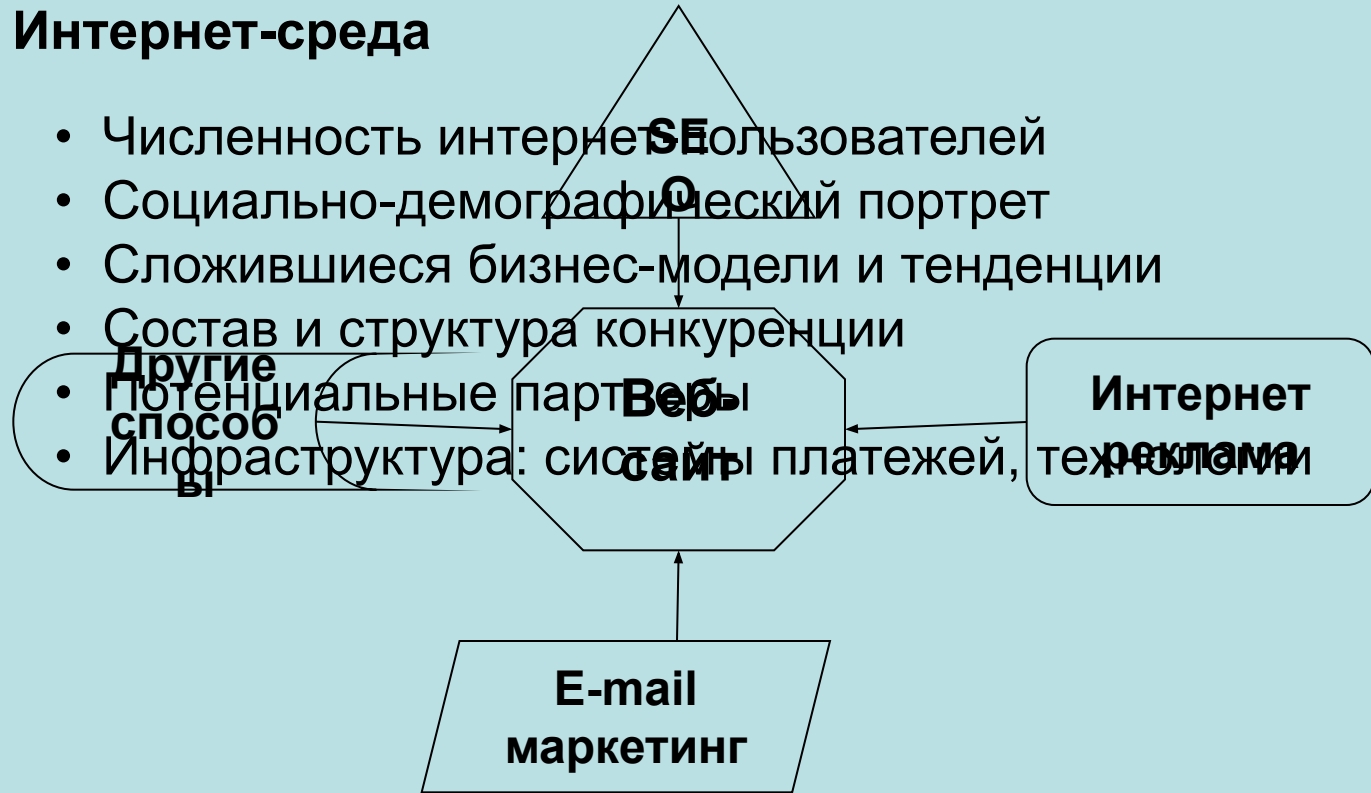 Интернет-среда
• Численность интернет-пользователей
• Социально-демографический портрет
• Сложившиеся бизнес-модели и тенденции
• Состав и структура конкуренции
• Потенциальные партнеры
• Инфраструктура: системы платежей, технологии
SE
O
Другие
способ
ы
Веб-
сайт
Интернет
реклама
E-mail
маркетинг